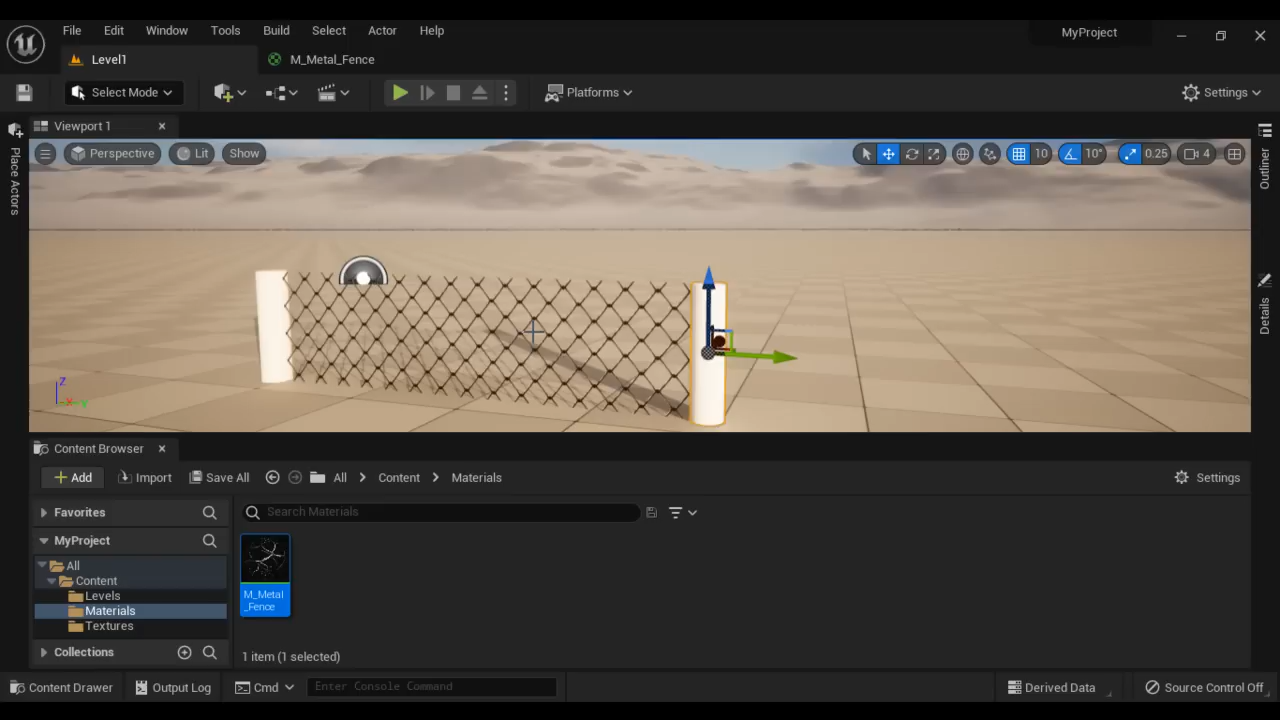 File Edit Window Tools Build Select Actor Help
MyProject
Level1
M_Metal_Fence
Select Mode
Platforms
Settings
Place Actors
Viewport 1
Perspective
Lit
Show
10
10°
0.25
4
Outliner
Details
Z
X
Y
Content Browser
Add
Import
Save All
All
Content
Materials
Settings
Favorites
MyProject
All
Content
Levels
Materials
Textures
Collections
Search Materials
M_Metal
_Fence
1 item (1 selected)
Content Drawer
Output Log
Cmd
Enter Console Command
Derived Data
Source Control Off